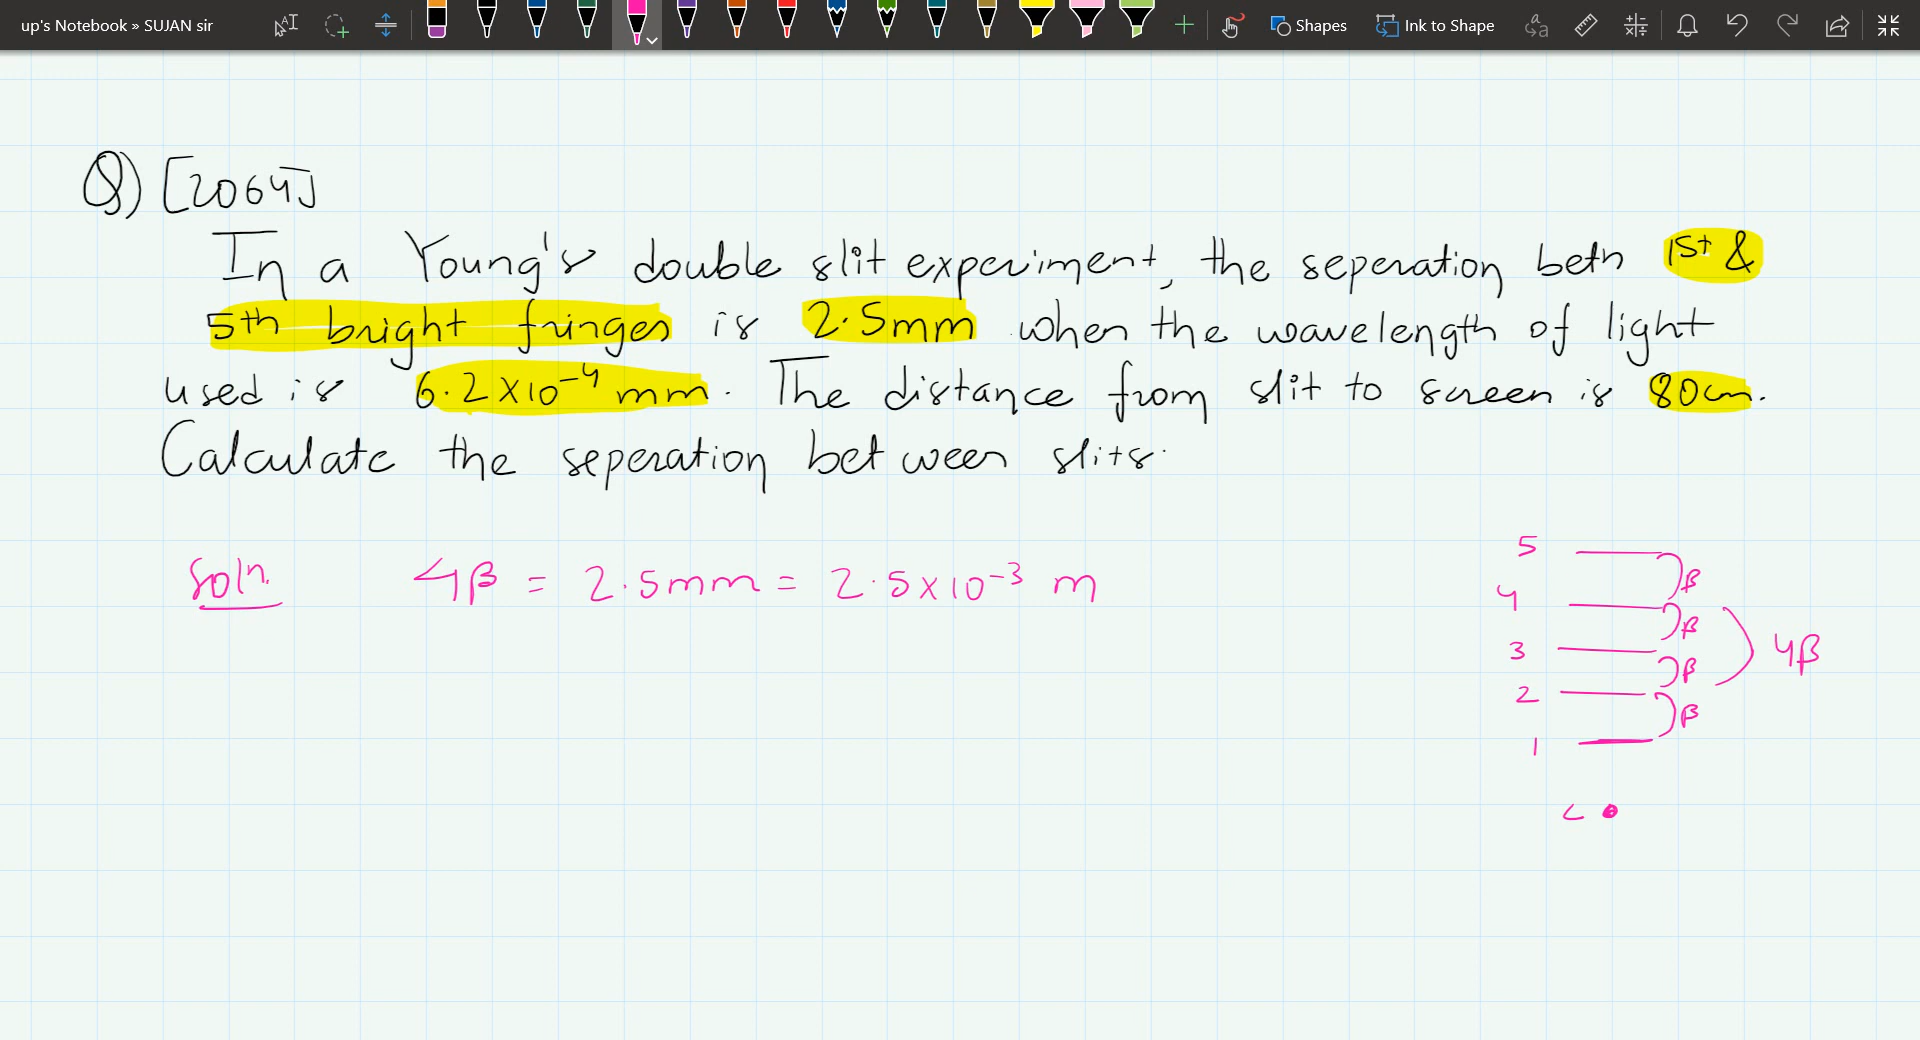 up's Notebook » SUJAN sir
Shapes
Ink to Shape
Q) [2064]
In a Young's double slit experiment, the seperation betn 1st &
5th bright fringes is 2.5mm when the wavelength of light
used is 6.2×10⁻⁴ mm. The distance from slit to screen is 80cm.
Calculate the seperation between slits.
Soln. 4β = 2.5mm = 2.5×10⁻³ m
5
β
4
β
3
4β
β
2
β
1